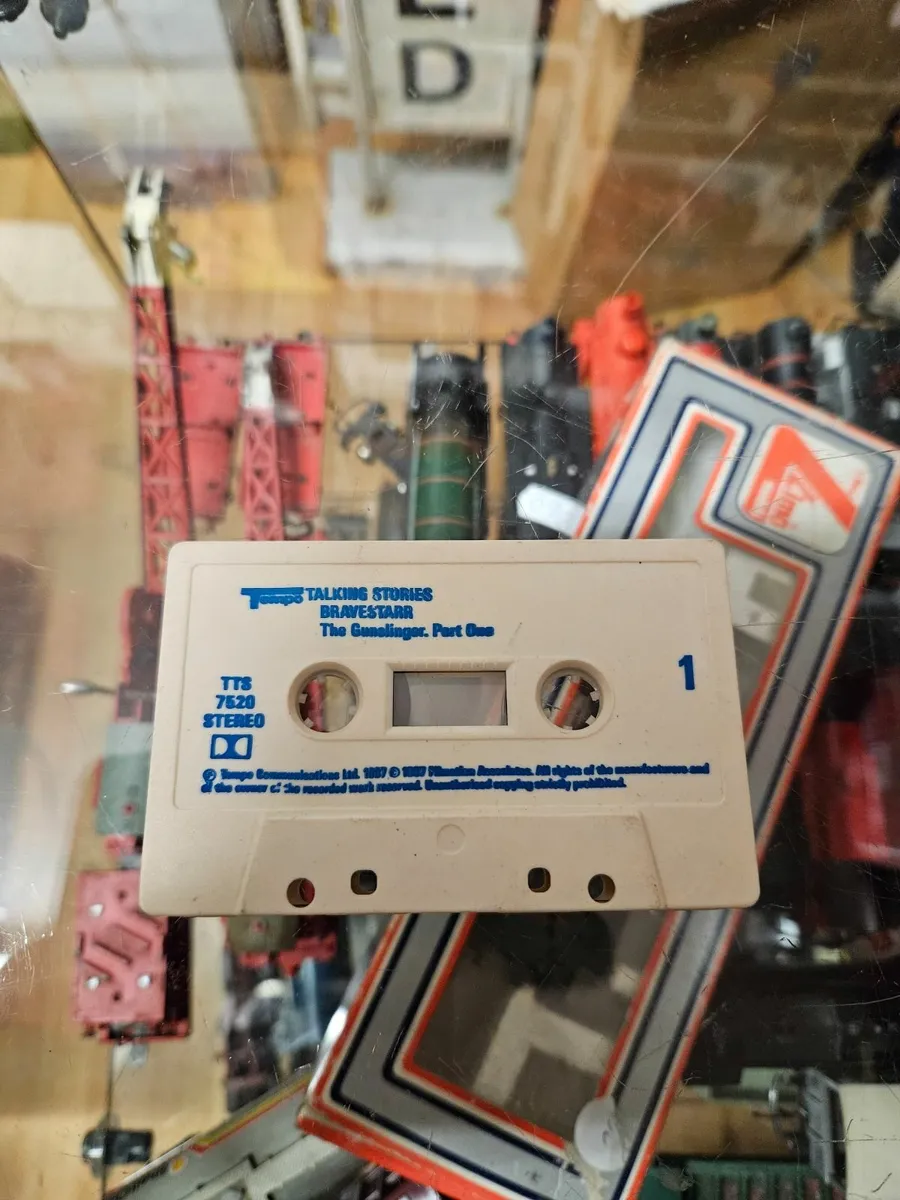 D
Tempo TALKING STORIES
BRAVESTARR
The Gunslinger. Part One
1
TTS
7520
STEREO
Ⓟ Tempo Communications Ltd. 1987 © 1987 Filmation Associates. All rights of the manufacturers and
of the owner of the recorded work reserved. Unauthorised copying strictly prohibited.